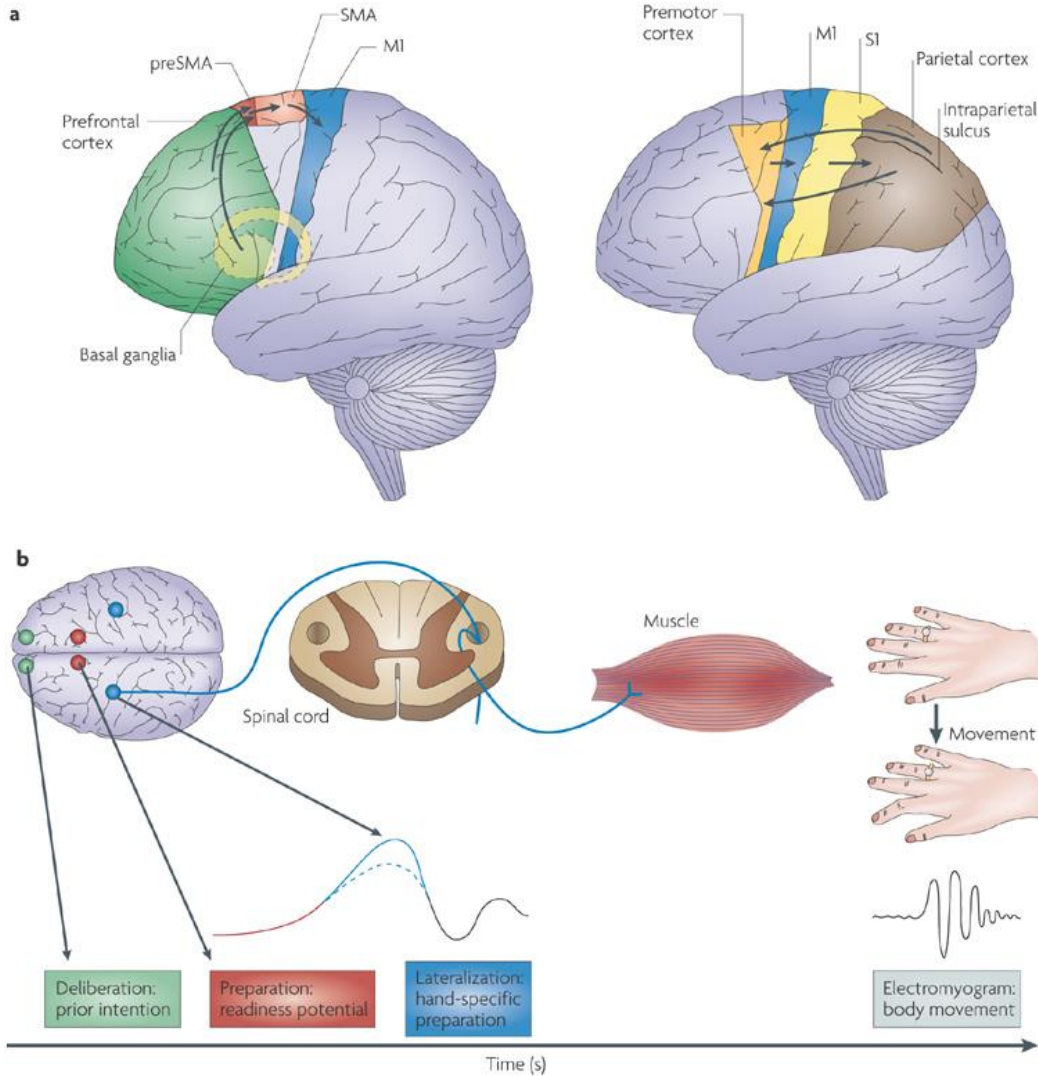 a
SMA
M1
preSMA
Prefrontal
cortex
Basal ganglia
Premotor
cortex
M1
S1
Parietal cortex
Intraparietal
sulcus
b
Spinal cord
Muscle
Movement
Deliberation:
prior intention
Preparation:
readiness potential
Lateralization:
hand-specific
preparation
Electromyogram:
body movement
Time (s)